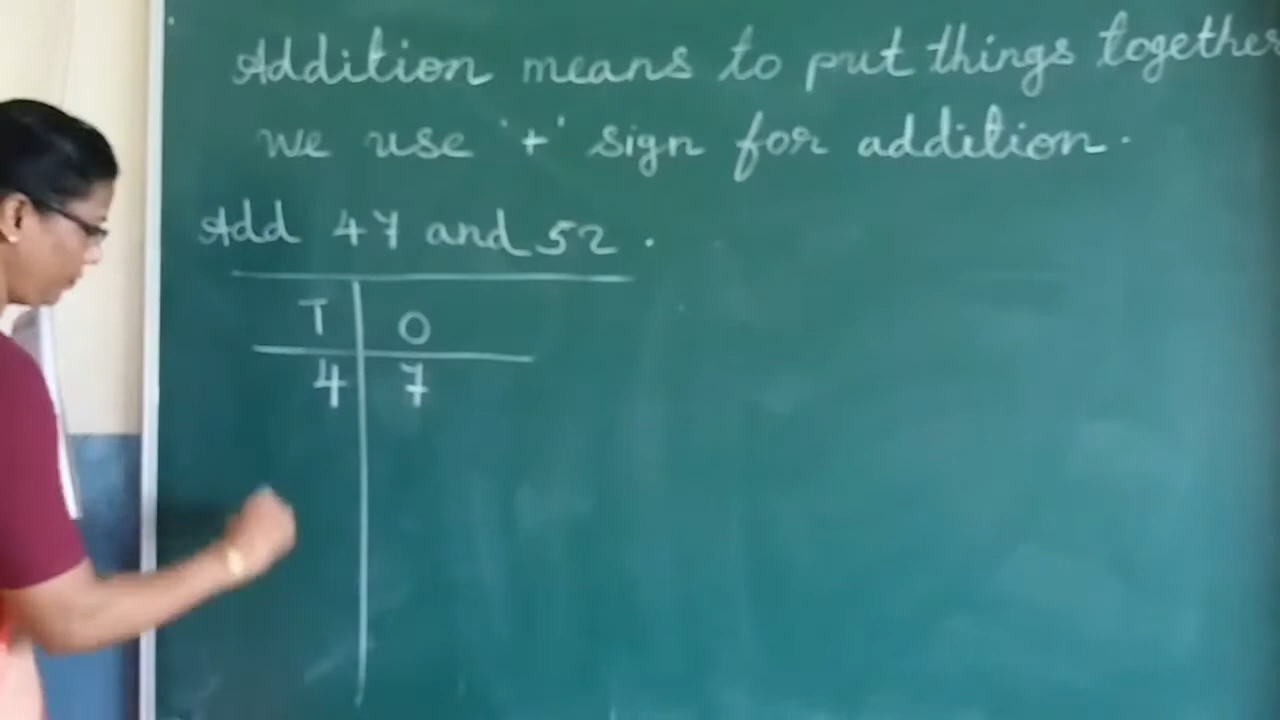 Addition means to put things together
we use '+' sign for addition.
Add 47 and 52.
T O
4 7